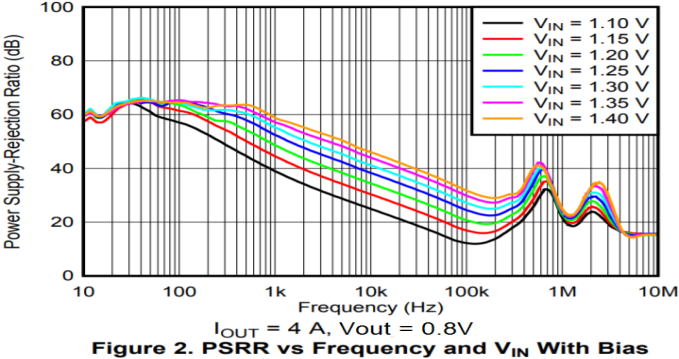 100
80
60
40
20
0
Power Supply-Rejection Ratio (dB)
VIN = 1.10 V
VIN = 1.15 V
VIN = 1.20 V
VIN = 1.25 V
VIN = 1.30 V
VIN = 1.35 V
VIN = 1.40 V
10 100 1k 10k 100k 1M 10M
Frequency (Hz)
IOUT = 4 A, Vout = 0.8V
Figure 2. PSRR vs Frequency and VIN With Bias